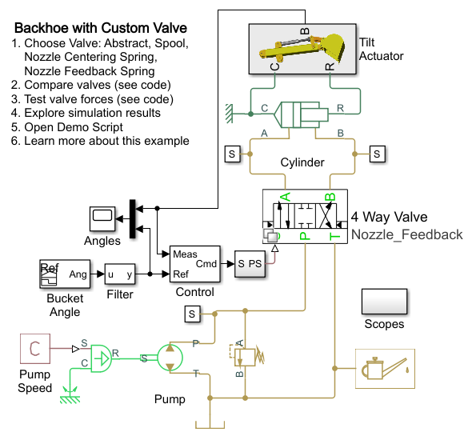 Backhoe with Custom Valve
1. Choose Valve: Abstract, Spool,
Nozzle Centering Spring,
Nozzle Feedback Spring
2. Compare valves (see code)
3. Test valve forces (see code)
4. Explore simulation results
5. Open Demo Script
6. Learn more about this example
B
C
R
Tilt
Actuator
C
R
A
B
S
S
Cylinder
A
B
P
T
4 Way Valve
Nozzle_Feedback
Angles
Meas
Ref
Cmd
Control
S PS
Ref
Ang
Bucket
Angle
u
y
Filter
S
Scopes
C
Pump
Speed
S
C
R
S
P
T
Pump
A
B